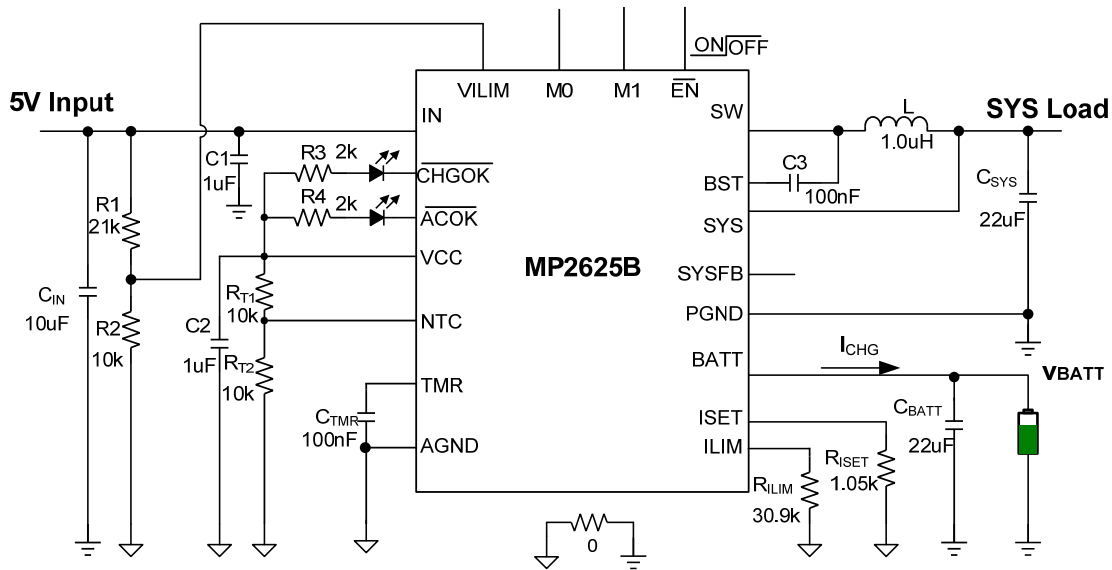 ON OFF
5V Input
VILIM M0 M1 EN
IN
SW
L
SYS Load
1.0uH
C1
1uF
R3 2k
CHGOK
R4 2k
ACOK
C3
100nF
BST
SYS
CSYS
22uF
R1
21k
VCC
MP2625B
SYSFB
CIN
10uF
RT1
10k
NTC
PGND
R2
10k
C2
1uF
RT2
10k
BATT
ICHG
VBATT
TMR
CTMR
100nF
AGND
ISET
ILIM
CBATT
22uF
RISET
1.05k
RILIM
30.9k
0